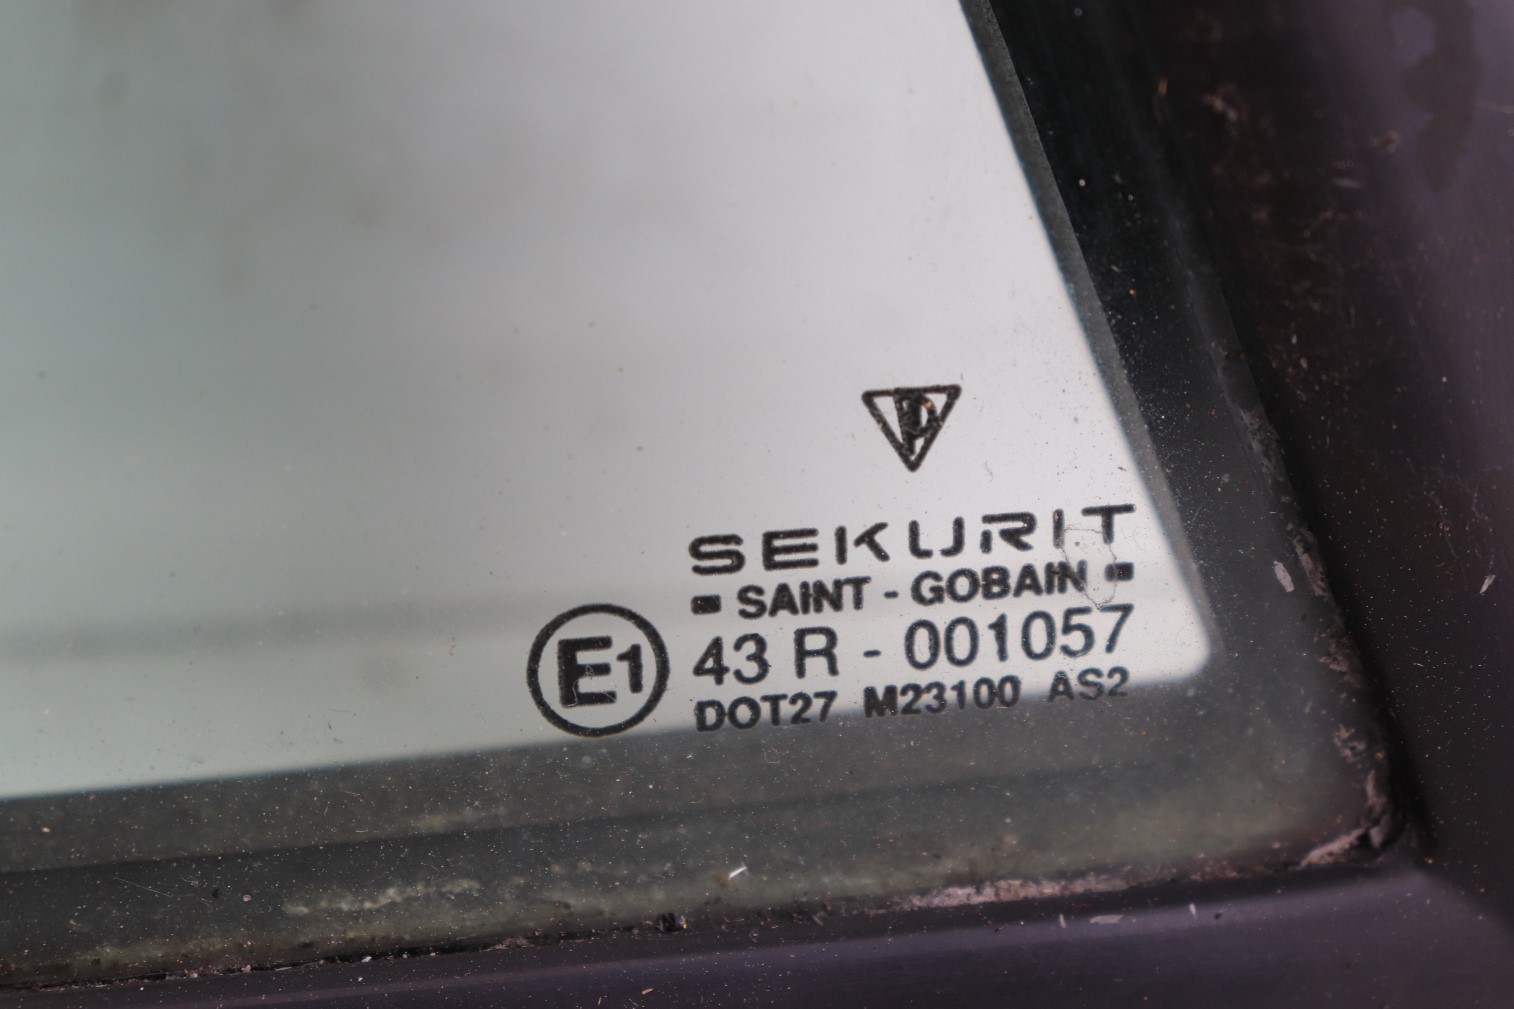 P
SEKURIT
SAINT - GOBAIN
E1 43 R - 001057
DOT27 M23100 AS2